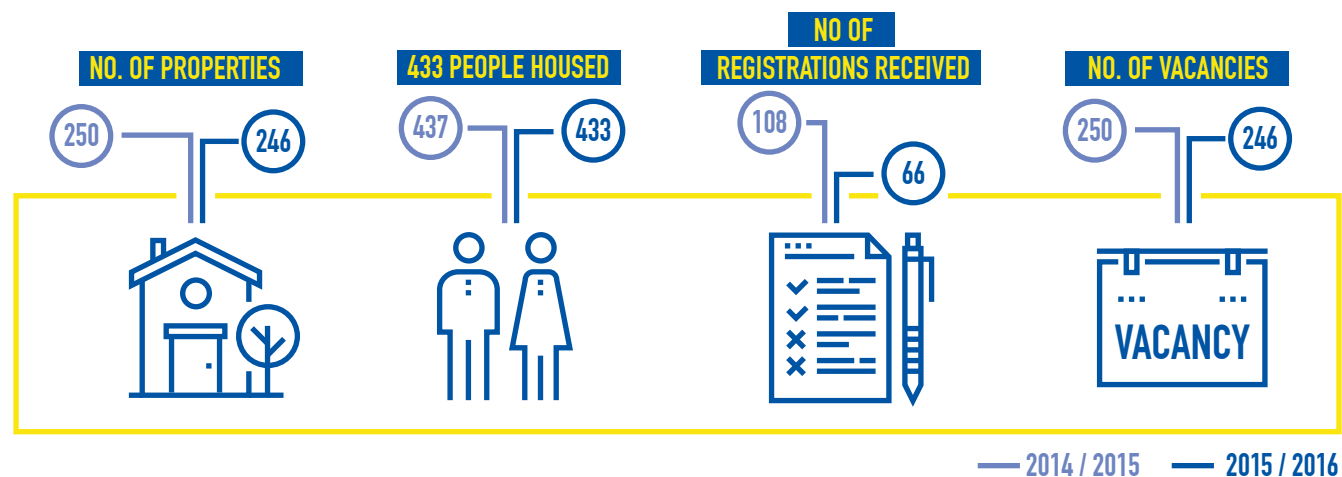 NO. OF PROPERTIES
250
246
433 PEOPLE HOUSED
437
433
NO OF
REGISTRATIONS RECEIVED
108
66
NO. OF VACANCIES
250
246
VACANCY
2014 / 2015
2015 / 2016